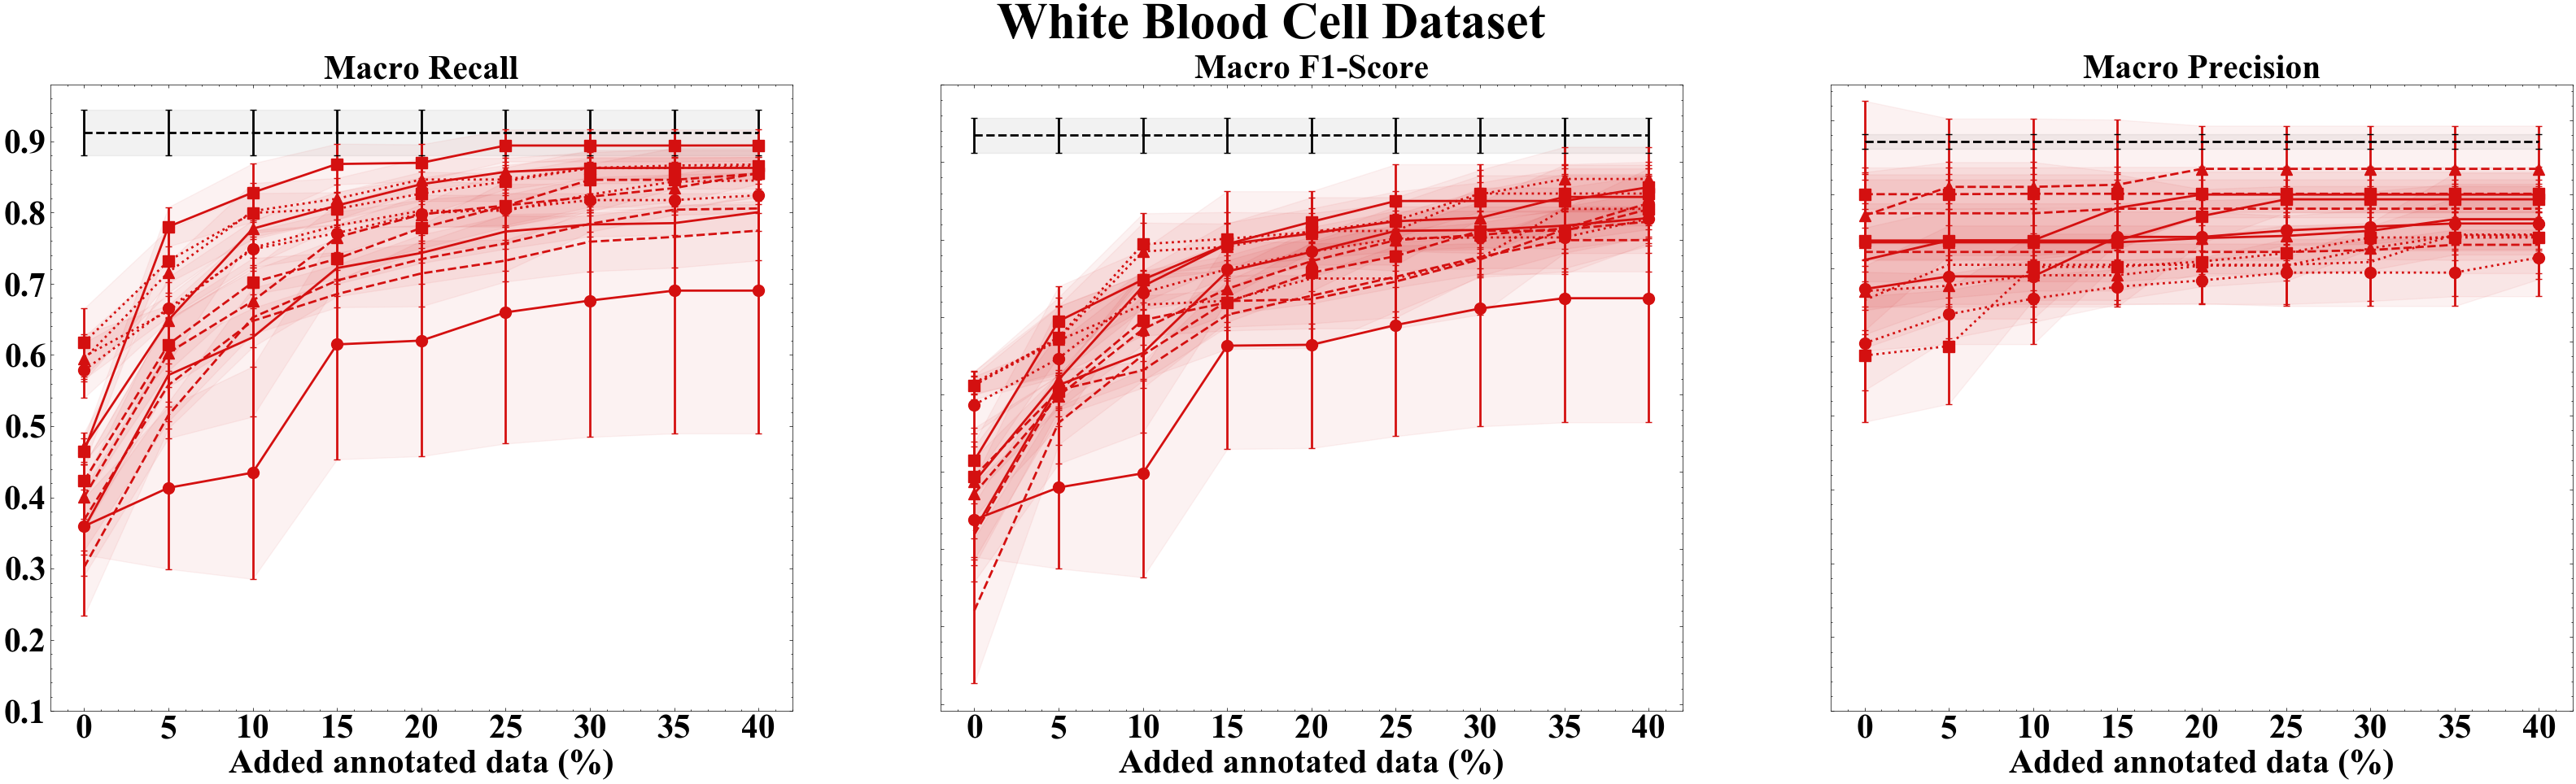 White Blood Cell Dataset
Macro Recall
Macro F1-Score
Macro Precision
0.9
0.8
0.7
0.6
0.5
0.4
0.3
0.2
0.1
0 5 10 15 20 25 30 35 40
0 5 10 15 20 25 30 35 40
0 5 10 15 20 25 30 35 40
Added annotated data (%)
Added annotated data (%)
Added annotated data (%)